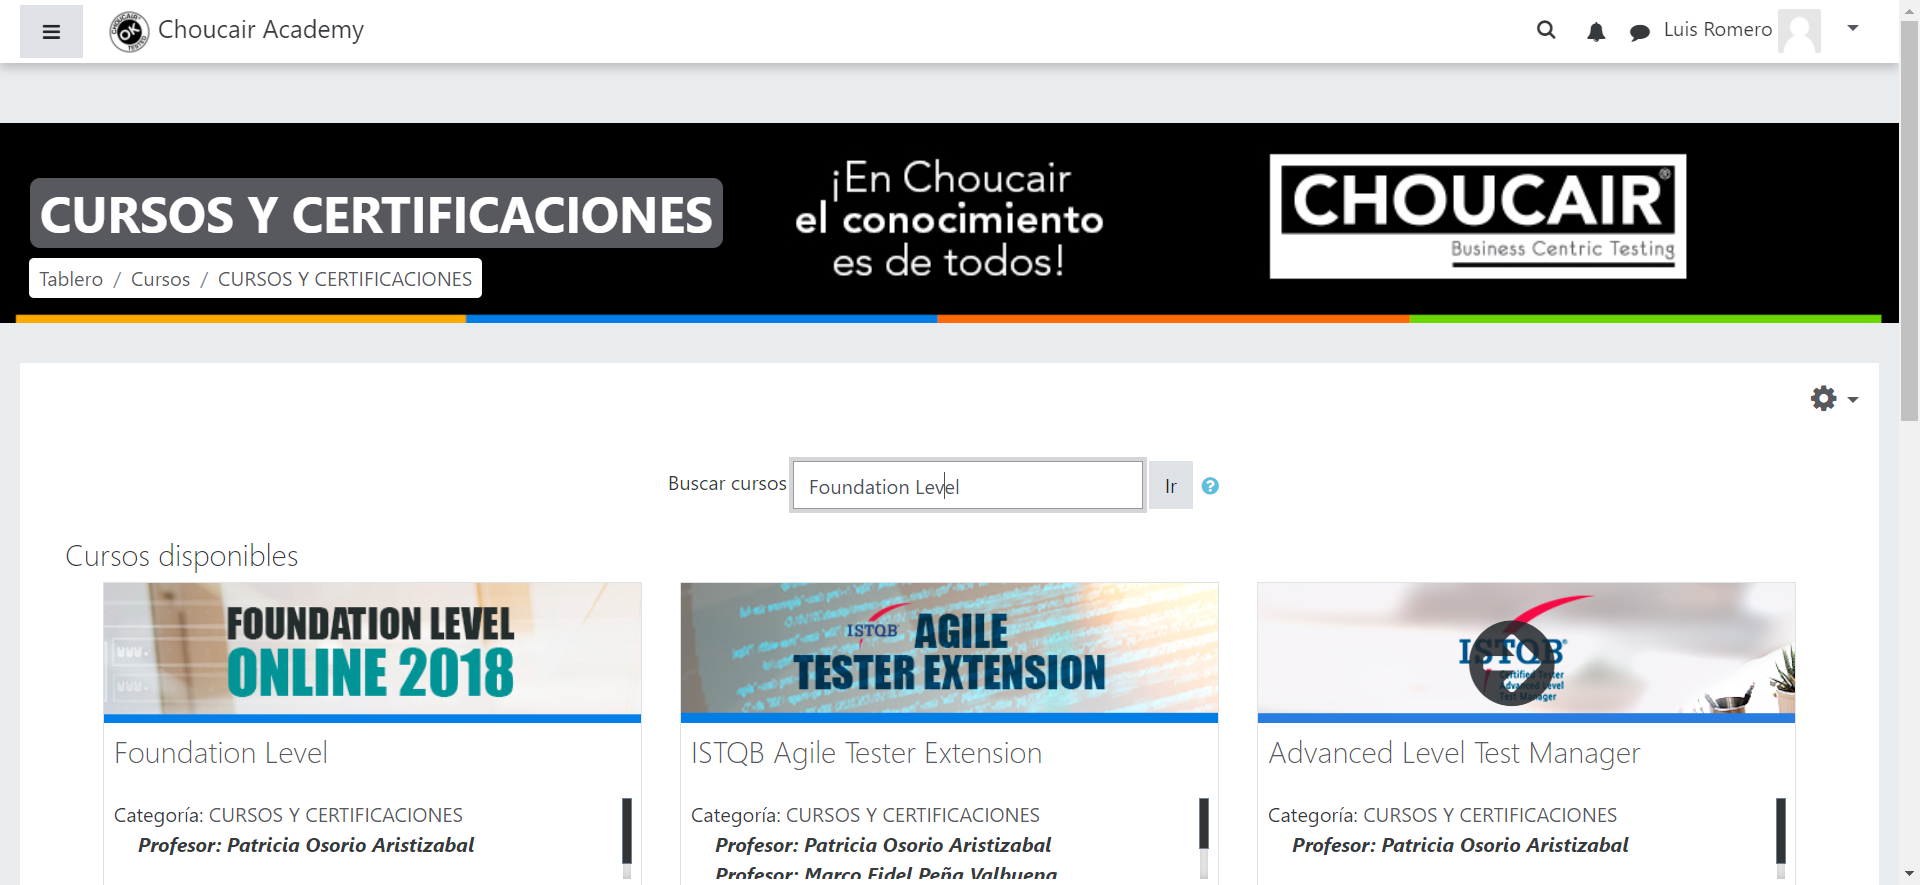 Choucair Academy
Luis Romero
CURSOS Y CERTIFICACIONES
Tablero / Cursos / CURSOS Y CERTIFICACIONES
¡En Choucair
el conocimiento
es de todos!
CHOUCAIR®
Business Centric Testing
Buscar cursos
Foundation Level
Ir
Cursos disponibles
FOUNDATION LEVEL
ONLINE 2018
Foundation Level
Categoría: CURSOS Y CERTIFICACIONES
Profesor: Patricia Osorio Aristizabal
ISTQB AGILE
TESTER EXTENSION
ISTQB Agile Tester Extension
Categoría: CURSOS Y CERTIFICACIONES
Profesor: Patricia Osorio Aristizabal
Profesor: Marco Fidel Peña Valbuena
ISTQB®
Certified Tester
Advanced Level
Test Manager
Advanced Level Test Manager
Categoría: CURSOS Y CERTIFICACIONES
Profesor: Patricia Osorio Aristizabal